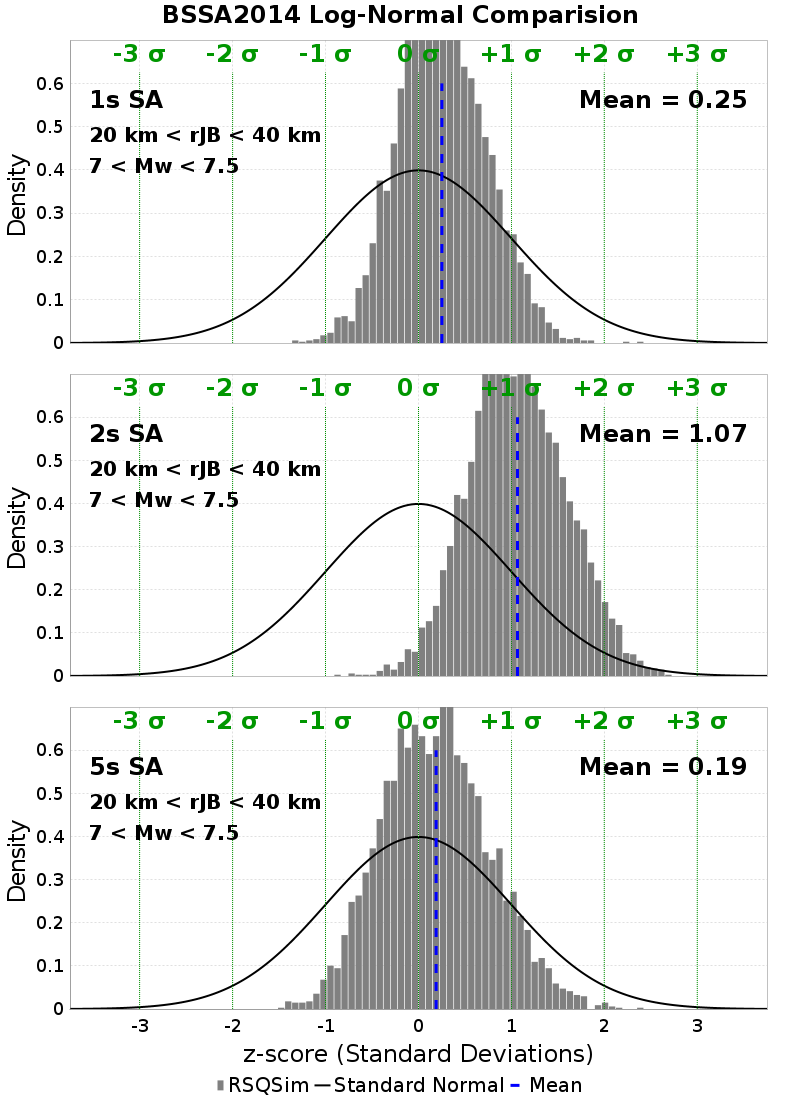 BSSA2014 Log-Normal Comparision
-3 σ -2 σ -1 σ 0 σ +1 σ +2 σ +3 σ
1s SA Mean = 0.25
20 km < rJB < 40 km
7 < Mw < 7.5
Density
0.6
0.5
0.4
0.3
0.2
0.1
0
-3 σ -2 σ -1 σ 0 σ +1 σ +2 σ +3 σ
2s SA Mean = 1.07
20 km < rJB < 40 km
7 < Mw < 7.5
Density
0.6
0.5
0.4
0.3
0.2
0.1
0
-3 σ -2 σ -1 σ 0 σ +1 σ +2 σ +3 σ
5s SA Mean = 0.19
20 km < rJB < 40 km
7 < Mw < 7.5
Density
0.6
0.5
0.4
0.3
0.2
0.1
0
-3 -2 -1 0 1 2 3
z-score (Standard Deviations)
RSQSim Standard Normal Mean